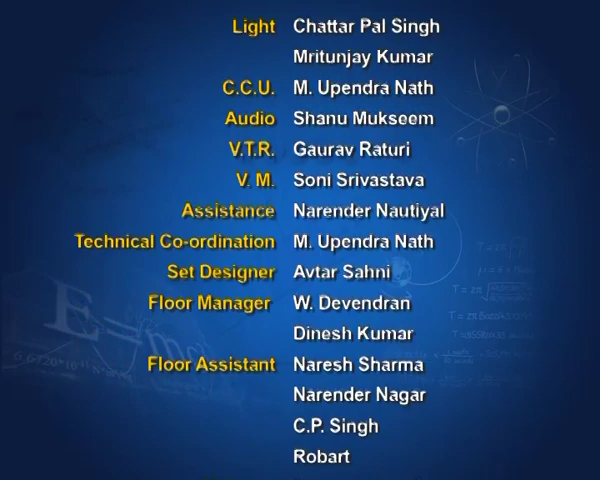 Light Chattar Pal Singh
Mritunjay Kumar
C.C.U. M. Upendra Nath
Audio Shanu Mukseem
V.T.R. Gaurav Raturi
V. M. Soni Srivastava
Assistance Narender Nautiyal
Technical Co-ordination M. Upendra Nath
Set Designer Avtar Sahni
Floor Manager W. Devendran
Dinesh Kumar
Floor Assistant Naresh Sharma
Narender Nagar
C.P. Singh
Robart